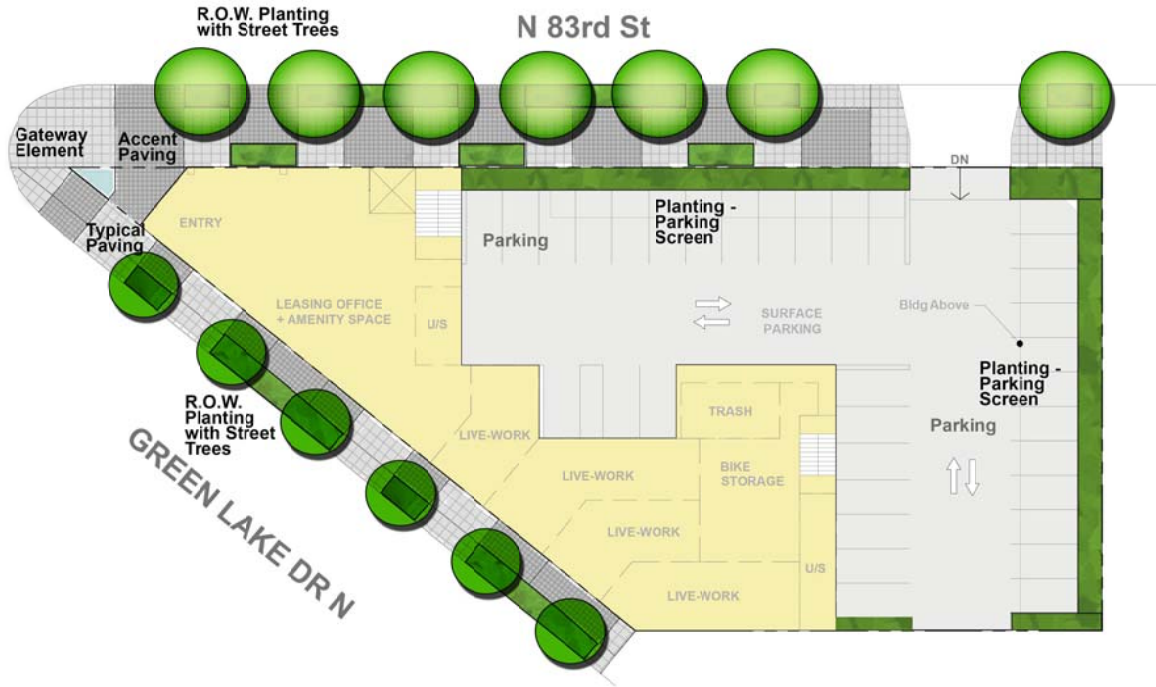 R.O.W. Planting
with Street Trees
N 83rd St
Gateway
Element
Accent
Paving
DN
ENTRY
Planting -
Parking
Screen
Parking
Typical
Paving
LEASING OFFICE
+ AMENITY SPACE
U/S
SURFACE
PARKING
Bldg Above
Planting -
Parking
Screen
R.O.W.
Planting
with Street
Trees
TRASH
Parking
LIVE-WORK
LIVE-WORK
BIKE
STORAGE
GREEN LAKE DR N
LIVE-WORK
U/S
LIVE-WORK